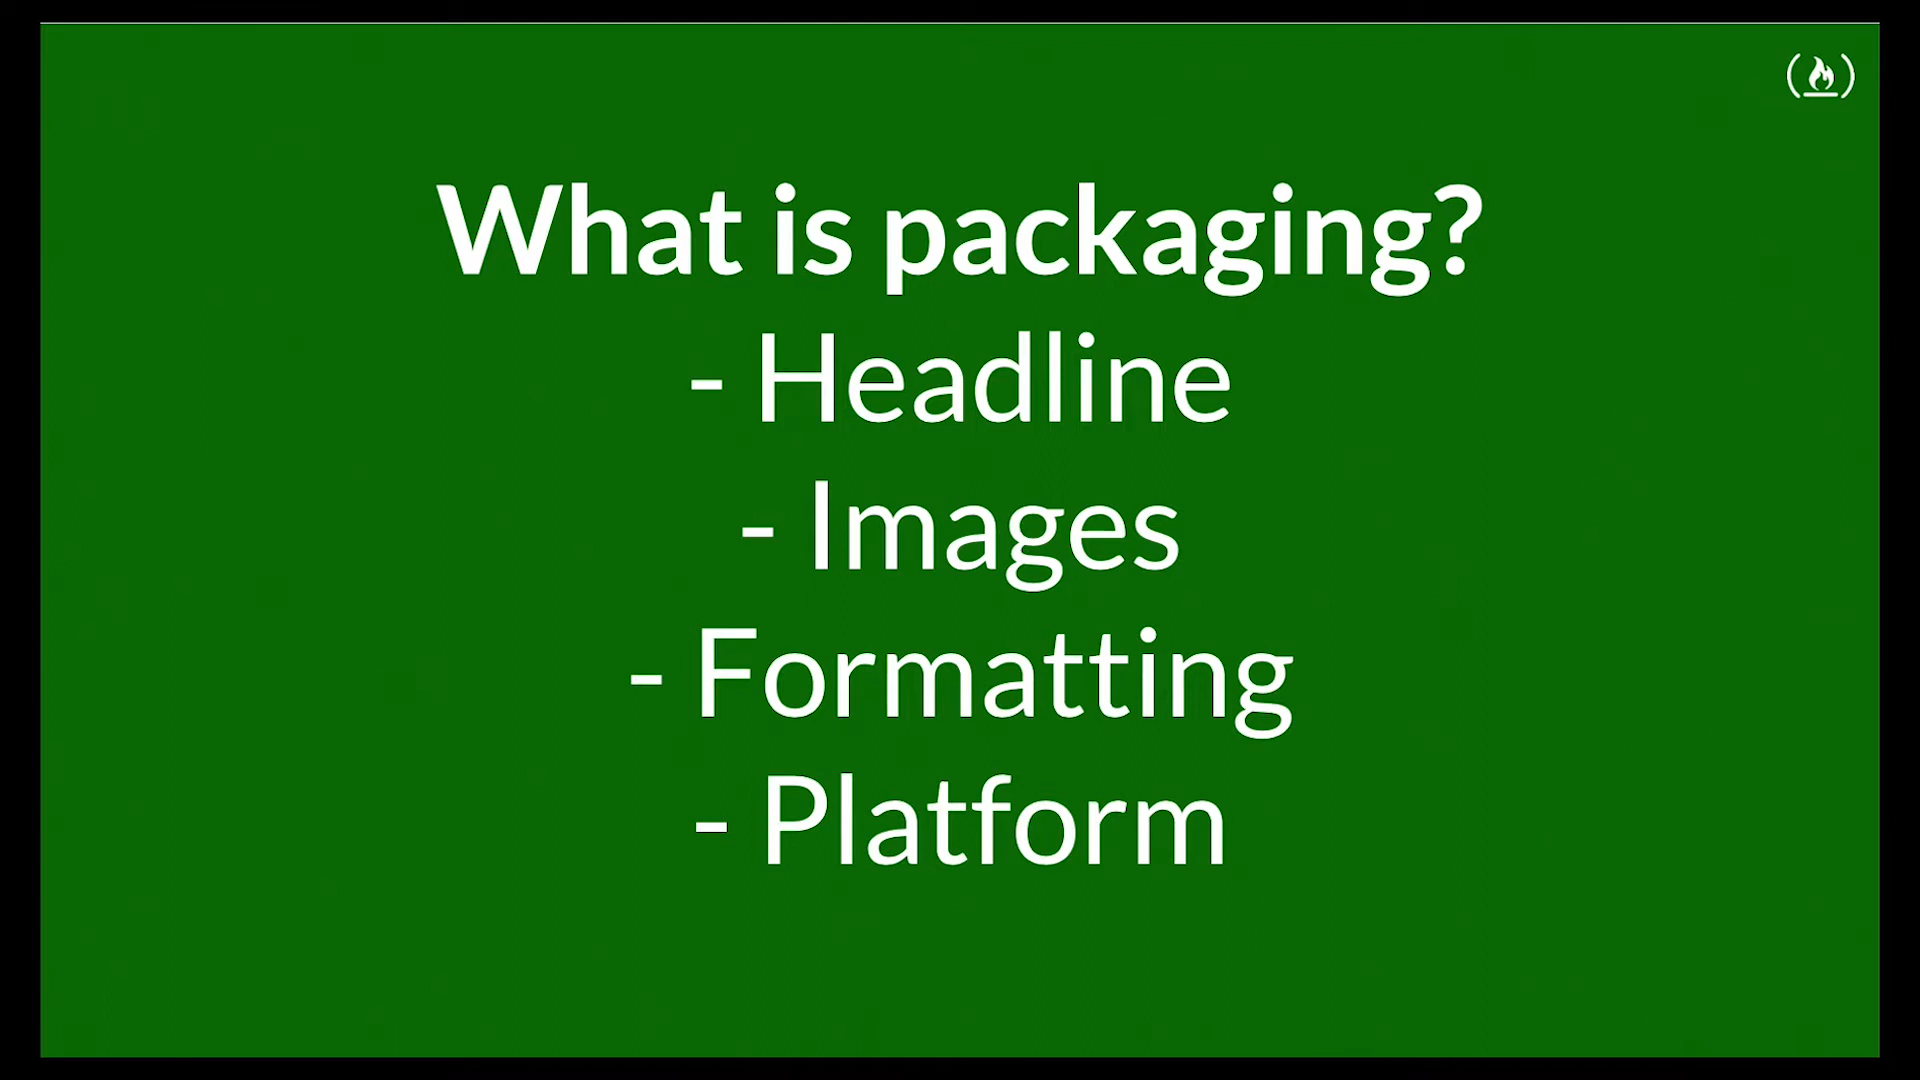 What is packaging?
- Headline
- Images
- Formatting
- Platform